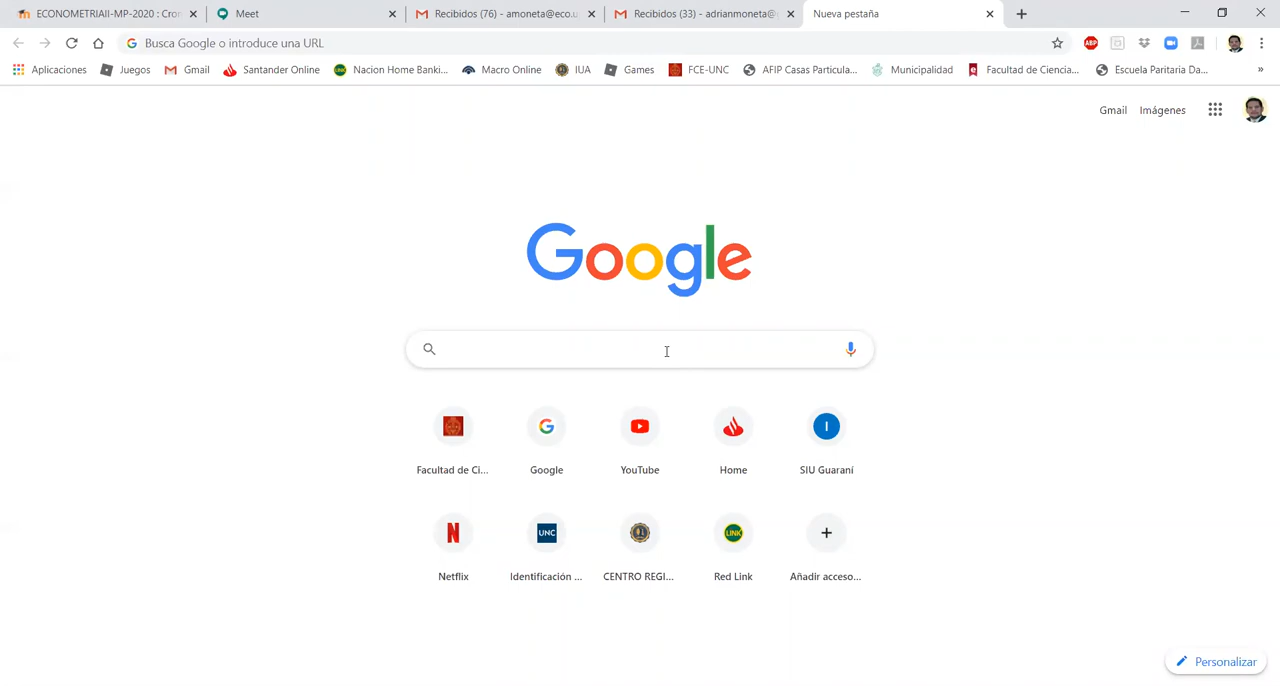 ECONOMETRIAII-MP-2020 : Cron
Meet
Recibidos (76) - amoneta@eco.u
Recibidos (33) - adrianmoneta@
Nueva pestaña
Busca Google o introduce una URL
ABP
Aplicaciones
Juegos
Gmail
Santander Online
Nacion Home Banki...
Macro Online
IUA
Games
FCE-UNC
AFIP Casas Particula...
Municipalidad
Facultad de Ciencia...
Escuela Paritaria Da...
»
Gmail Imágenes
Google
I
Facultad de Ci...
Google
YouTube
Home
SIU Guaraní
N
UNC
LINK
Netflix
Identificación ...
CENTRO REGI...
Red Link
Añadir acceso...
Personalizar